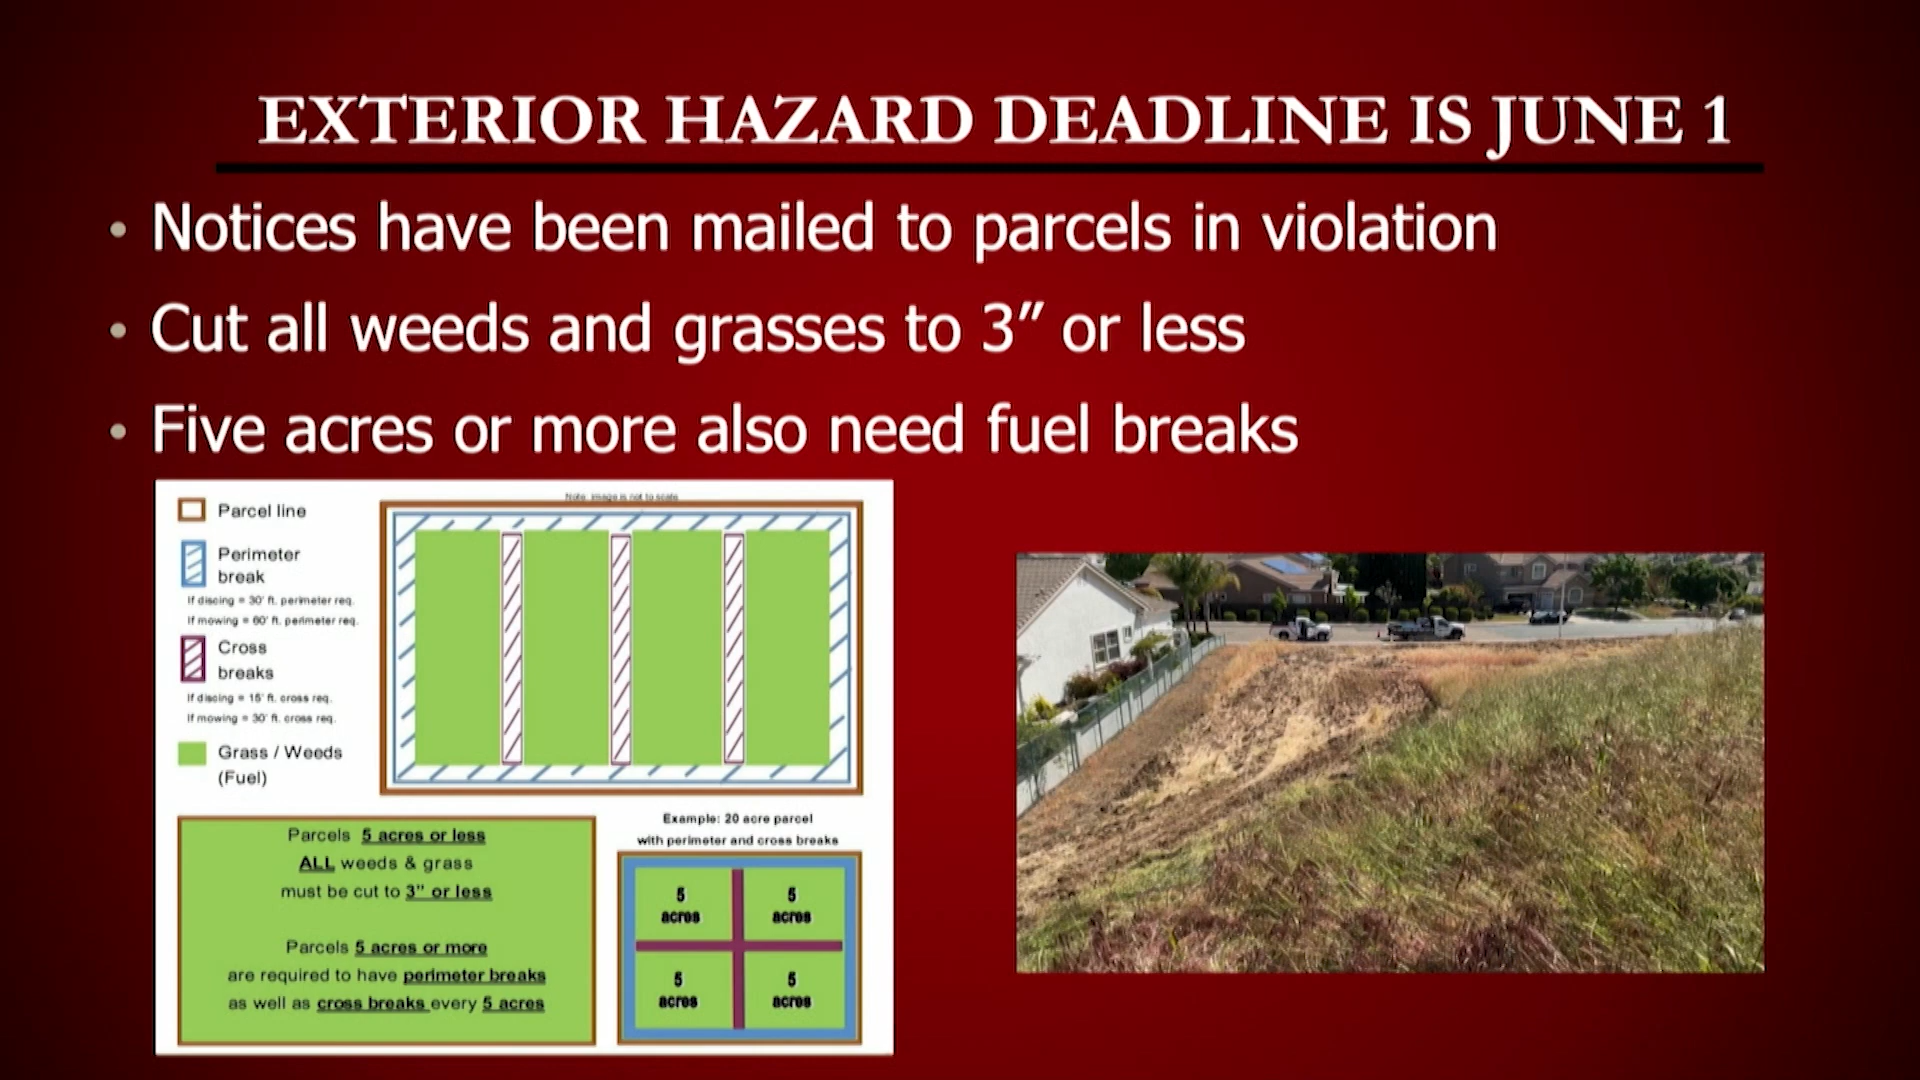 EXTERIOR HAZARD DEADLINE IS JUNE 1
• Notices have been mailed to parcels in violation
• Cut all weeds and grasses to 3” or less
• Five acres or more also need fuel breaks
Note: image is not to scale
Parcel line
Perimeter
break
If discing = 30' ft. perimeter req.
If mowing = 60' ft. perimeter req.
Cross
breaks
If discing = 15' ft. cross req.
If mowing = 30' ft. cross req.
Grass / Weeds
(Fuel)
Parcels 5 acres or less
ALL weeds & grass
must be cut to 3” or less
Parcels 5 acres or more
are required to have perimeter breaks
as well as cross breaks every 5 acres
Example: 20 acre parcel
with perimeter and cross breaks
5 5
acres acres
5 5
acres acres